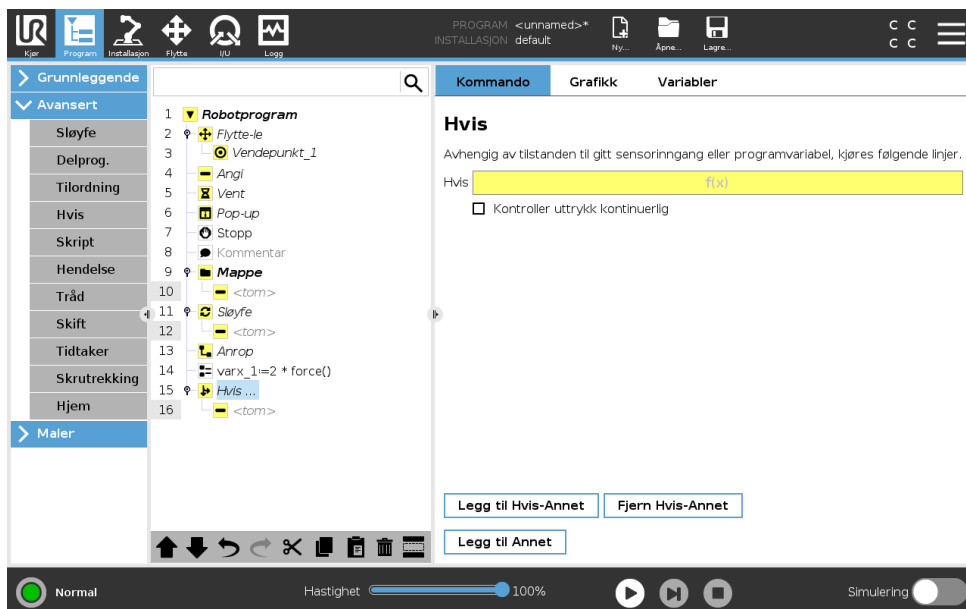 UR
Kjør
Program
Installasjon
Flytte
I/U
Logg
PROGRAM <unnamed>*
INSTALLASJON default
Ny...
Åpne...
Lagre...
C C
C C
Grunnleggende
Avansert
Sløyfe
Delprog.
Tilordning
Hvis
Skript
Hendelse
Tråd
Skift
Tidtaker
Skrutrekking
Hjem
Maler
1 Robotprogram
2 Flytte-le
3 Vendepunkt_1
4 Angi
5 Vent
6 Pop-up
7 Stopp
8 Kommentar
9 Mappe
10 <tom>
11 Sløyfe
12 <tom>
13 Anrop
14 varx_1:=2 * force()
15 Hvis ...
16 <tom>
Kommando
Grafikk
Variabler
Hvis
Avhengig av tilstanden til gitt sensorinngang eller programvariabel, kjøres følgende linjer.
Hvis f(x)
Kontroller uttrykk kontinuerlig
Legg til Hvis-Annet
Fjern Hvis-Annet
Legg til Annet
Normal
Hastighet 100%
Simulering